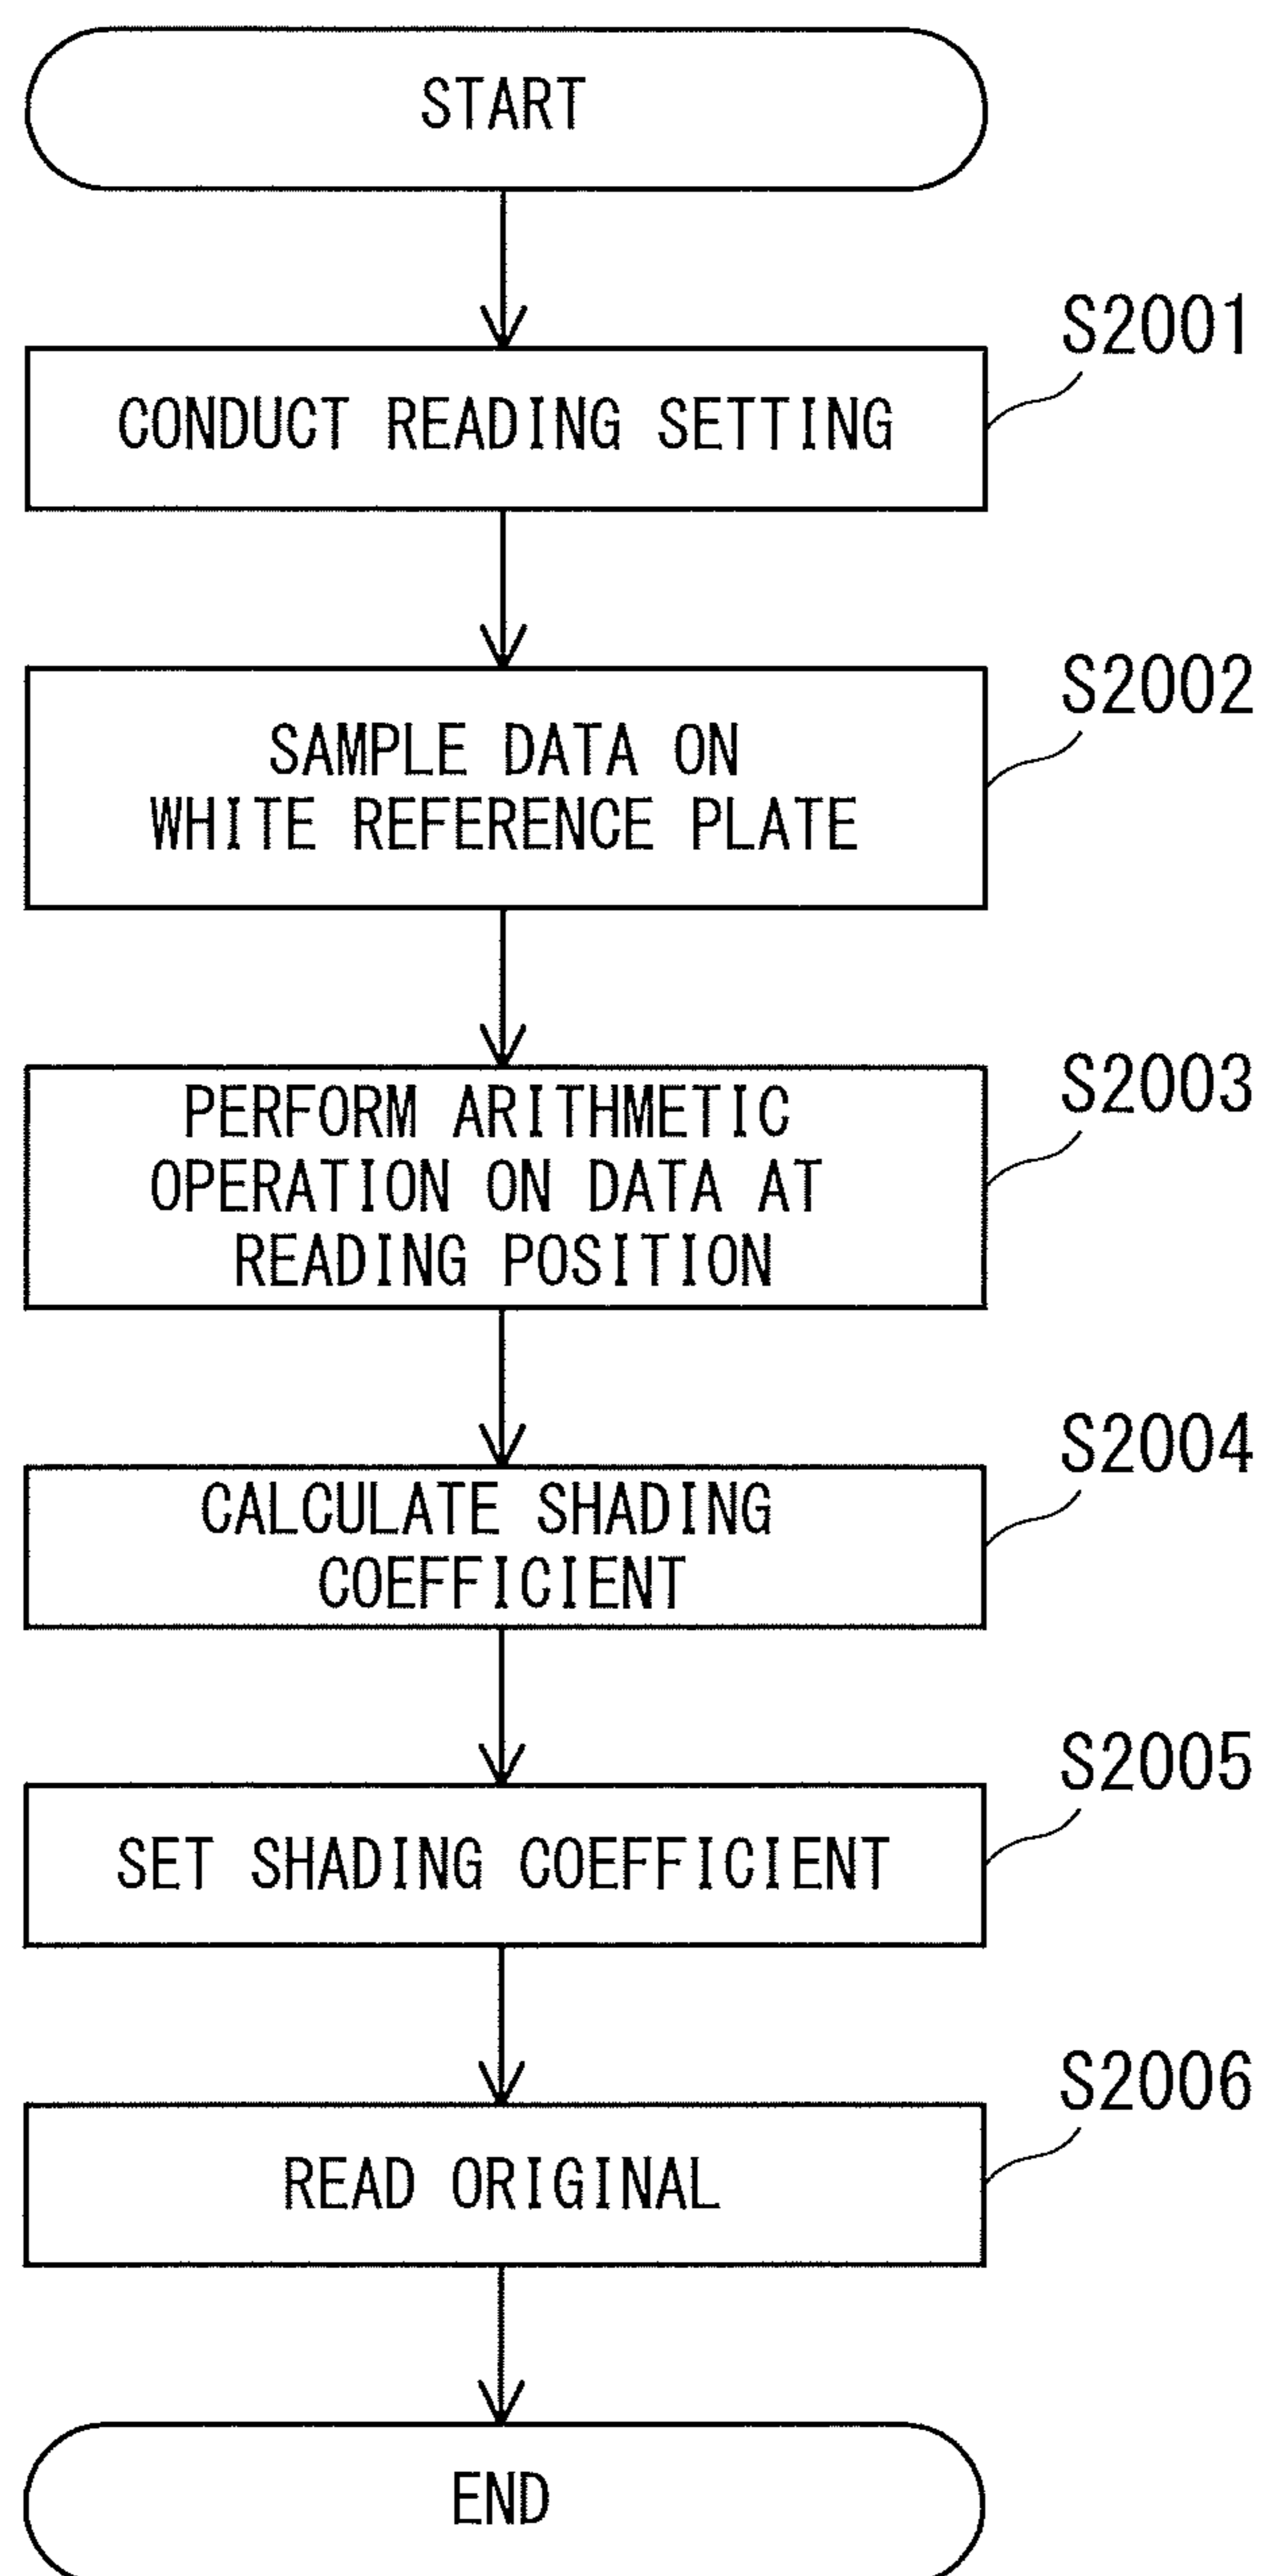 START
S2001
CONDUCT READING SETTING
S2002
SAMPLE DATA ON
WHITE REFERENCE PLATE
S2003
PERFORM ARITHMETIC
OPERATION ON DATA AT
READING POSITION
S2004
CALCULATE SHADING
COEFFICIENT
S2005
SET SHADING COEFFICIENT
S2006
READ ORIGINAL
END